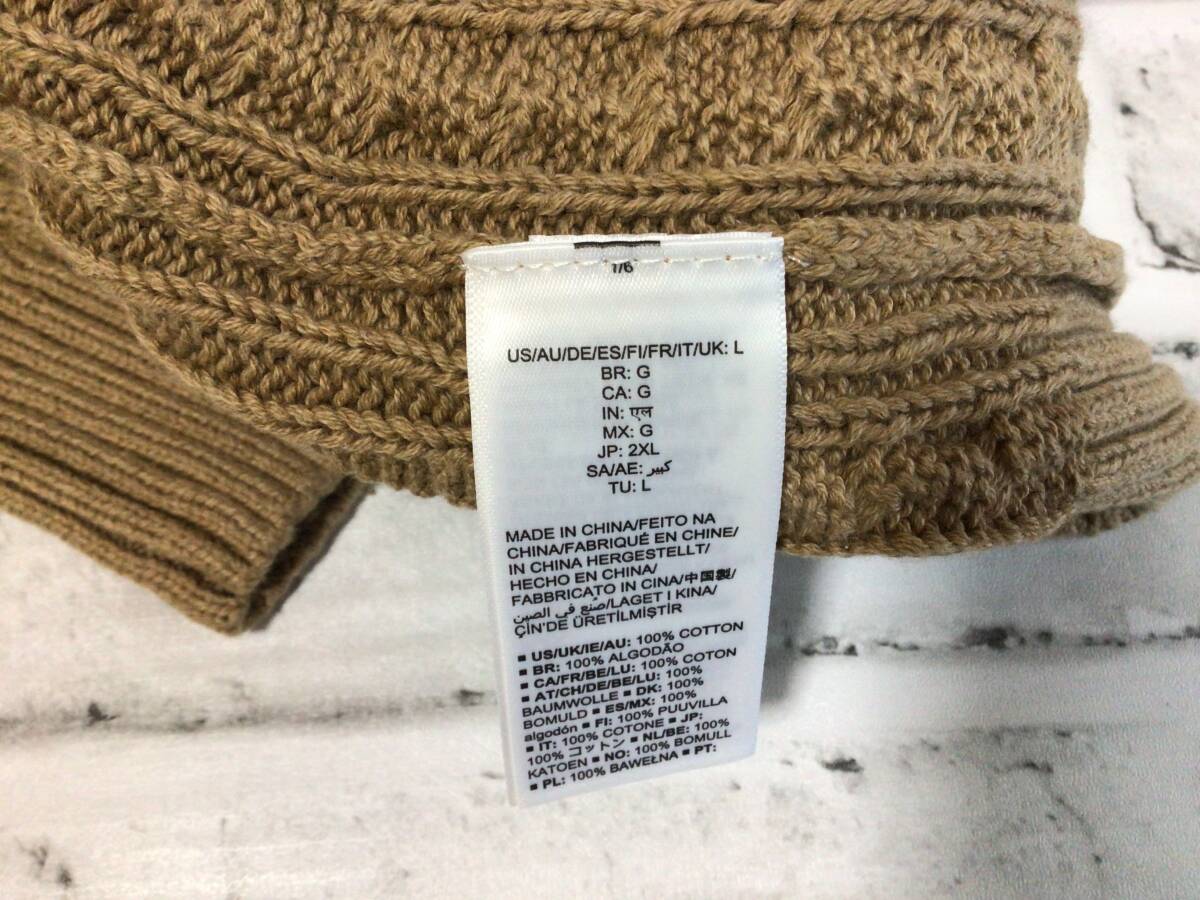 1/6
US/AU/DE/ES/FI/FR/IT/UK: L
BR: G
CA: G
IN: एल
MX: G
JP: 2XL
SA/AE: كبير
TU: L
MADE IN CHINA/FEITO NA
CHINA/FABRIQUÉ EN CHINE/
IN CHINA HERGESTELLT/
HECHO EN CHINA/
FABBRICATO IN CINA/中国製/
صُنع في الصين/LAGET I KINA/
ÇİN'DE ÜRETİLMİŞTİR
▪ US/UK/IE/AU: 100% COTTON
▪ BR: 100% ALGODÃO
▪ CA/FR/BE/LU: 100% COTON
▪ AT/CH/DE/BE/LU: 100%
BAUMWOLLE ▪ DK: 100%
BOMULD ▪ ES/MX: 100%
algodón ▪ FI: 100% PUUVILLA
▪ IT: 100% COTONE ▪ JP:
100% コットン ▪ NL/BE: 100%
KATOEN ▪ NO: 100% BOMULL
▪ PL: 100% BAWEŁNA ▪ PT: